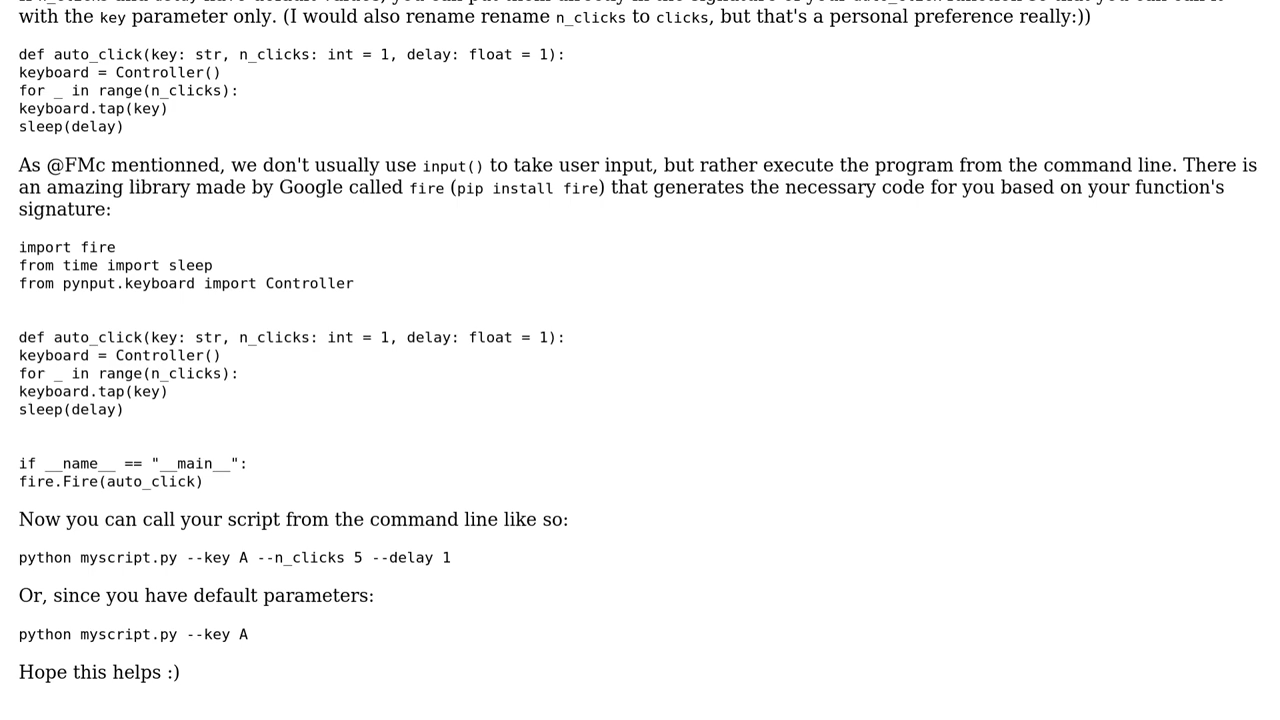 with the key parameter only. (I would also rename rename n_clicks to clicks, but that's a personal preference really:))
def auto_click(key: str, n_clicks: int = 1, delay: float = 1):
keyboard = Controller()
for _ in range(n_clicks):
keyboard.tap(key)
sleep(delay)
As @FMc mentionned, we don't usually use input() to take user input, but rather execute the program from the command line. There is
an amazing library made by Google called fire (pip install fire) that generates the necessary code for you based on your function's
signature:
import fire
from time import sleep
from pynput.keyboard import Controller
def auto_click(key: str, n_clicks: int = 1, delay: float = 1):
keyboard = Controller()
for _ in range(n_clicks):
keyboard.tap(key)
sleep(delay)
if __name__ == "__main__":
fire.Fire(auto_click)
Now you can call your script from the command line like so:
python myscript.py --key A --n_clicks 5 --delay 1
Or, since you have default parameters:
python myscript.py --key A
Hope this helps :)